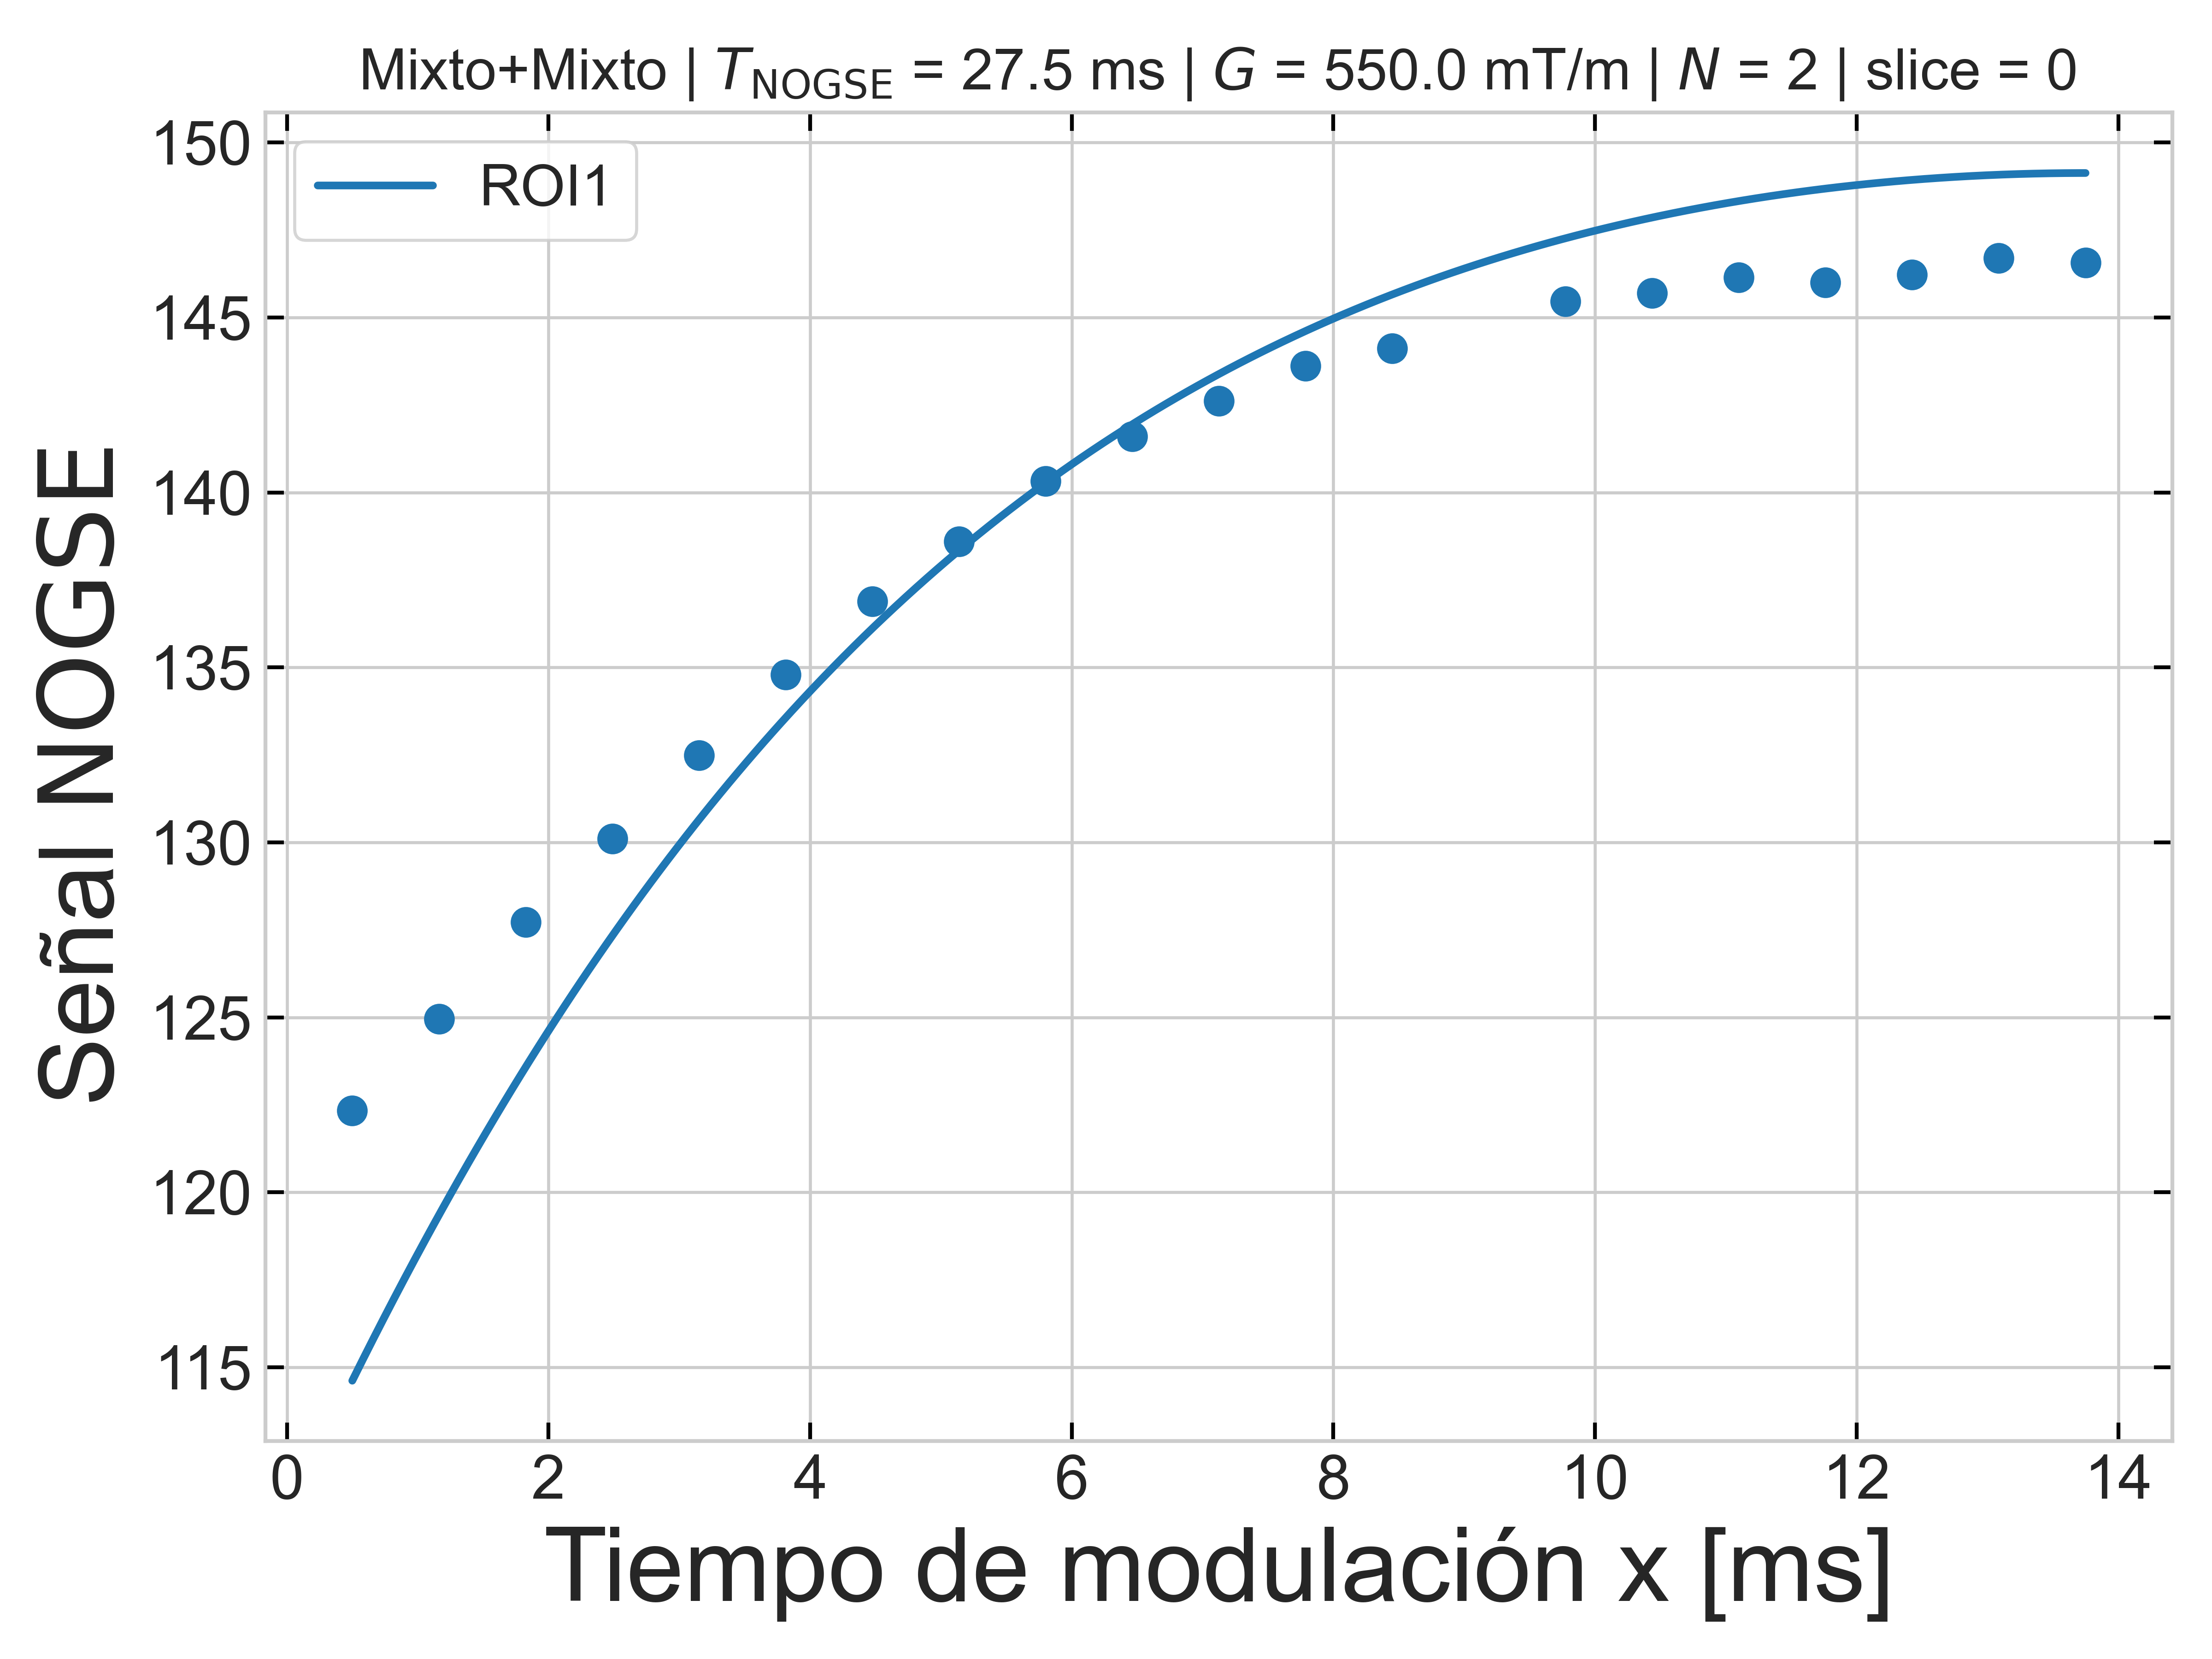 Mixto+Mixto | T_NOGSE = 27.5 ms | G = 550.0 mT/m | N = 2 | slice = 0
ROI1
Señal NOGSE
150
145
140
135
130
125
120
115
0 2 4 6 8 10 12 14
Tiempo de modulación x [ms]